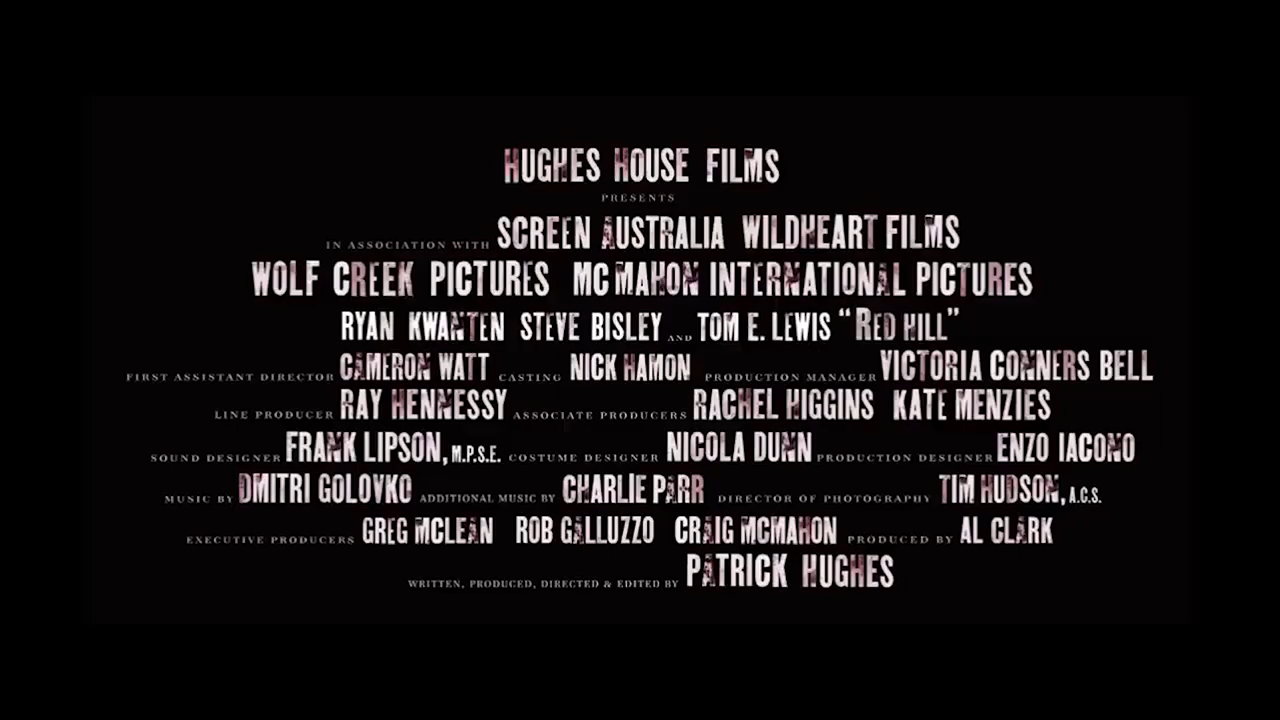 HUGHES HOUSE FILMS
PRESENTS
IN ASSOCIATION WITH SCREEN AUSTRALIA WILDHEART FILMS
WOLF CREEK PICTURES MCMAHON INTERNATIONAL PICTURES
RYAN KWANTEN STEVE BISLEY AND TOM E. LEWIS “RED HILL”
FIRST ASSISTANT DIRECTOR CAMERON WATT CASTING NICK HAMON PRODUCTION MANAGER VICTORIA CONNERS BELL
LINE PRODUCER RAY HENNESSY ASSOCIATE PRODUCERS RACHEL HIGGINS KATE MENZIES
SOUND DESIGNER FRANK LIPSON, M.P.S.E. COSTUME DESIGNER NICOLA DUNN PRODUCTION DESIGNER ENZO IACONO
MUSIC BY DMITRI GOLOVKO ADDITIONAL MUSIC BY CHARLIE PARR DIRECTOR OF PHOTOGRAPHY TIM HUDSON, A.C.S.
EXECUTIVE PRODUCERS GREG MCLEAN ROB GALLUZZO CRAIG MCMAHON PRODUCED BY AL CLARK
WRITTEN, PRODUCED, DIRECTED & EDITED BY PATRICK HUGHES